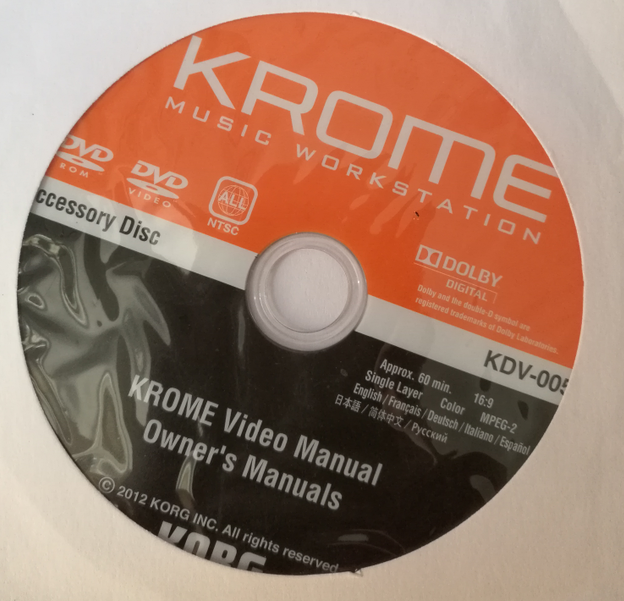 KROME
MUSIC WORKSTATION
DVD
ROM
DVD
VIDEO
ALL
NTSC
ccessory Disc
DOLBY
DIGITAL
Dolby and the double-D symbol are
registered trademarks of Dolby Laboratories.
KDV-005
Approx. 60 min. 16:9
Single Layer Color MPEG-2
English / Français / Deutsch / Italiano / Español
日本語 / 简体中文 / Русский
KROME Video Manual
Owner's Manuals
© 2012 KORG INC. All rights reserved.
KORG